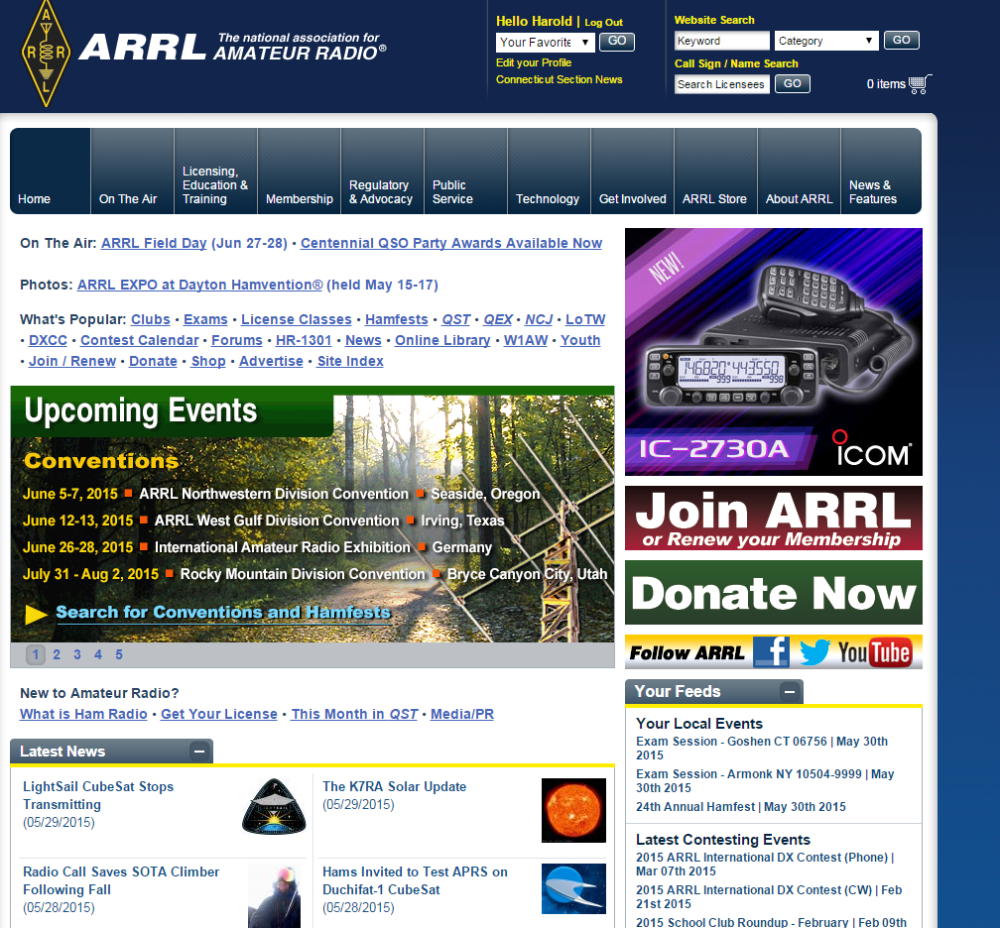 A
R R
L
ARRL The national association for
AMATEUR RADIO®
Hello Harold | Log Out
Your Favorite GO
Edit your Profile
Connecticut Section News
Website Search
Keyword Category GO
Call Sign / Name Search
Search Licensees GO
0 items
Home
On The Air
Licensing,
Education &
Training
Membership
Regulatory
& Advocacy
Public
Service
Technology
Get Involved
ARRL Store
About ARRL
News &
Features
On The Air: ARRL Field Day (Jun 27-28) • Centennial QSO Party Awards Available Now
Photos: ARRL EXPO at Dayton Hamvention® (held May 15-17)
What's Popular: Clubs • Exams • License Classes • Hamfests • QST • QEX • NCJ • LoTW
• DXCC • Contest Calendar • Forums • HR-1301 • News • Online Library • W1AW • Youth
• Join / Renew • Donate • Shop • Advertise • Site Index
Upcoming Events
Conventions
June 5-7, 2015 ■ ARRL Northwestern Division Convention ■ Seaside, Oregon
June 12-13, 2015 ■ ARRL West Gulf Division Convention ■ Irving, Texas
June 26-28, 2015 ■ International Amateur Radio Exhibition ■ Germany
July 31 - Aug 2, 2015 ■ Rocky Mountain Division Convention ■ Bryce Canyon City, Utah
Search for Conventions and Hamfests
1 2 3 4 5
New to Amateur Radio?
What is Ham Radio • Get Your License • This Month in QST • Media/PR
Latest News
LightSail CubeSat Stops
Transmitting
(05/29/2015)
The K7RA Solar Update
(05/29/2015)
Radio Call Saves SOTA Climber
Following Fall
(05/28/2015)
Hams Invited to Test APRS on
Duchifat-1 CubeSat
(05/28/2015)
NEW!
146820 443550
999 998
IC-2730A
ICOM
Join ARRL
or Renew your Membership
Donate Now
Follow ARRL f YouTube
Your Feeds
Your Local Events
Exam Session - Goshen CT 06756 | May 30th
2015
Exam Session - Armonk NY 10504-9999 | May
30th 2015
24th Annual Hamfest | May 30th 2015
Latest Contesting Events
2015 ARRL International DX Contest (Phone) |
Mar 07th 2015
2015 ARRL International DX Contest (CW) | Feb
21st 2015
2015 School Club Roundup - February | Feb 09th